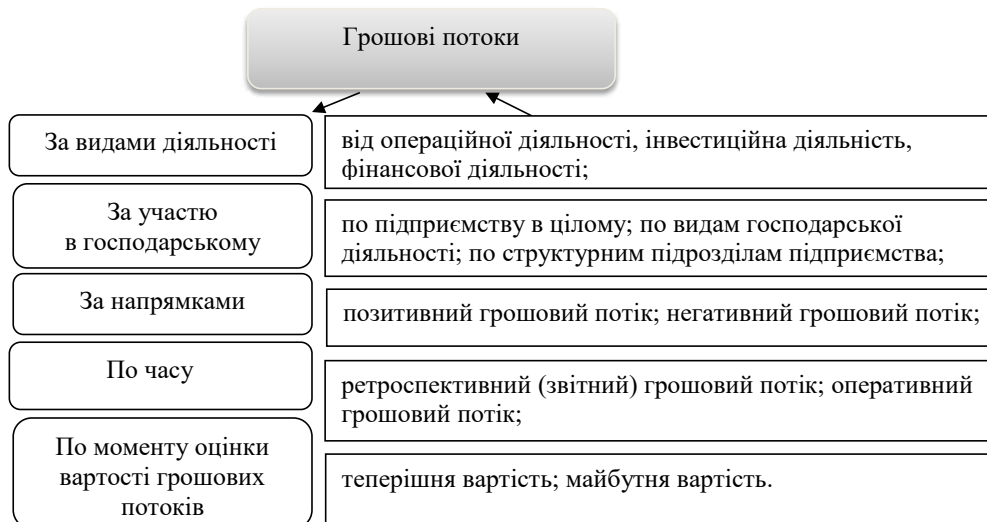 Грошові потоки
За видами діяльності
від операційної діяльності, інвестиційна діяльність,
фінансової діяльності;
За участю
в господарському
по підприємству в цілому; по видам господарської
діяльності; по структурним підрозділам підприємства;
За напрямками
позитивний грошовий потік; негативний грошовий потік;
По часу
ретроспективний (звітний) грошовий потік; оперативний
грошовий потік;
По моменту оцінки
вартості грошових
потоків
теперішня вартість; майбутня вартість.